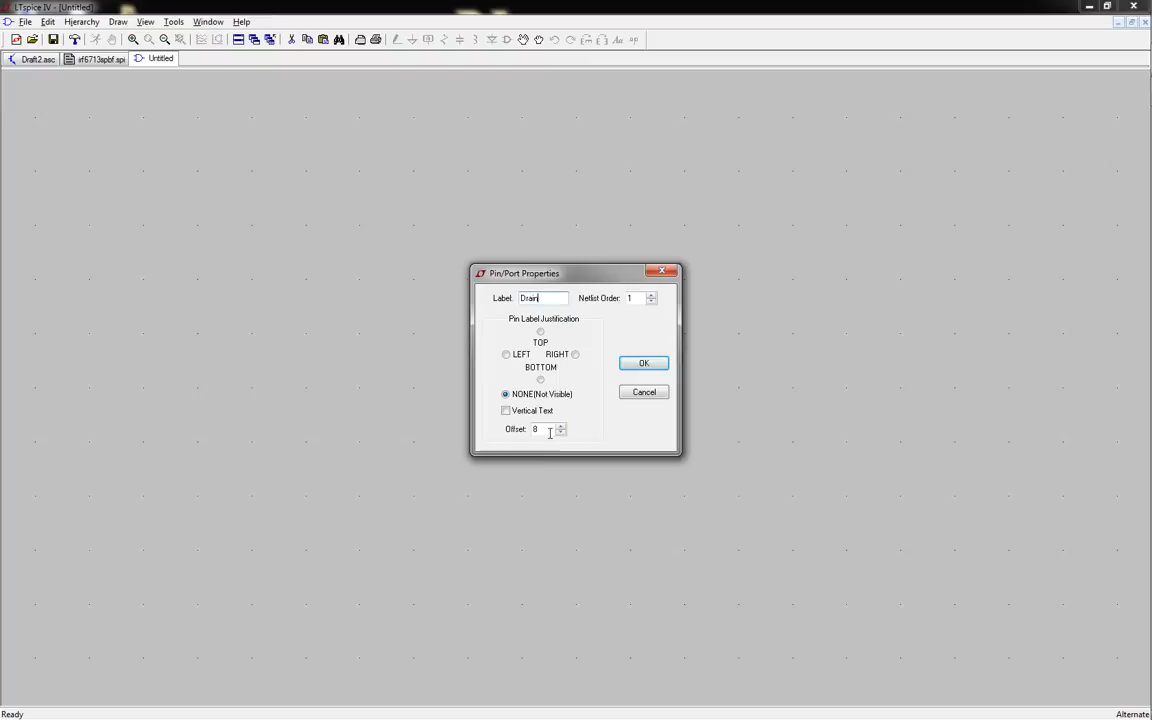 LTspice IV - [Untitled]
File Edit Hierarchy Draw View Tools Window Help
Draft2.asc irf6713spbf.spi Untitled
Pin/Port Properties
Label: Drain Netlist Order: 1
Pin Label Justification
TOP
LEFT RIGHT
BOTTOM
OK
NONE(Not Visible)
Cancel
Vertical Text
Offset: 8
Ready Alternate